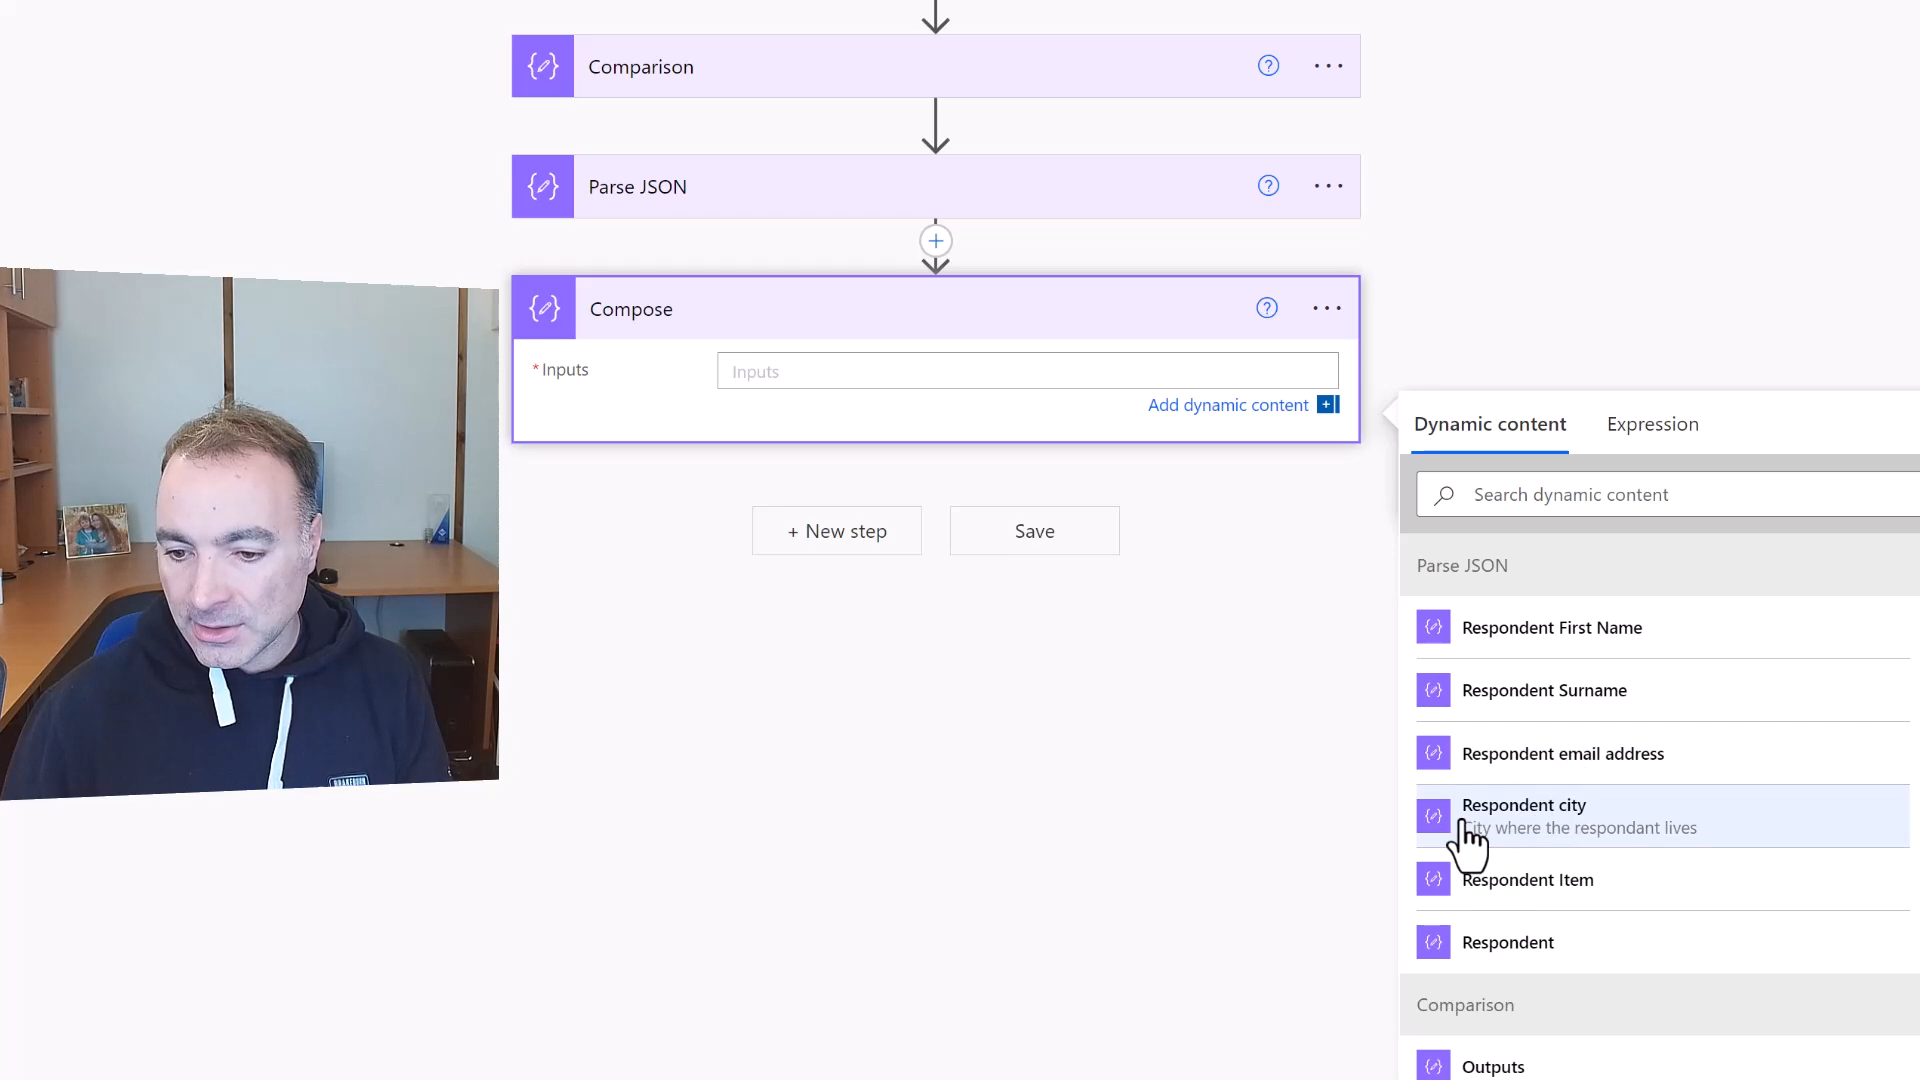 Comparison
Parse JSON
Compose
* Inputs
Inputs
Add dynamic content
+ New step
Save
Dynamic content
Expression
Search dynamic content
Parse JSON
Respondent First Name
Respondent Surname
Respondent email address
Respondent city
City where the respondant lives
Respondent Item
Respondent
Comparison
Outputs